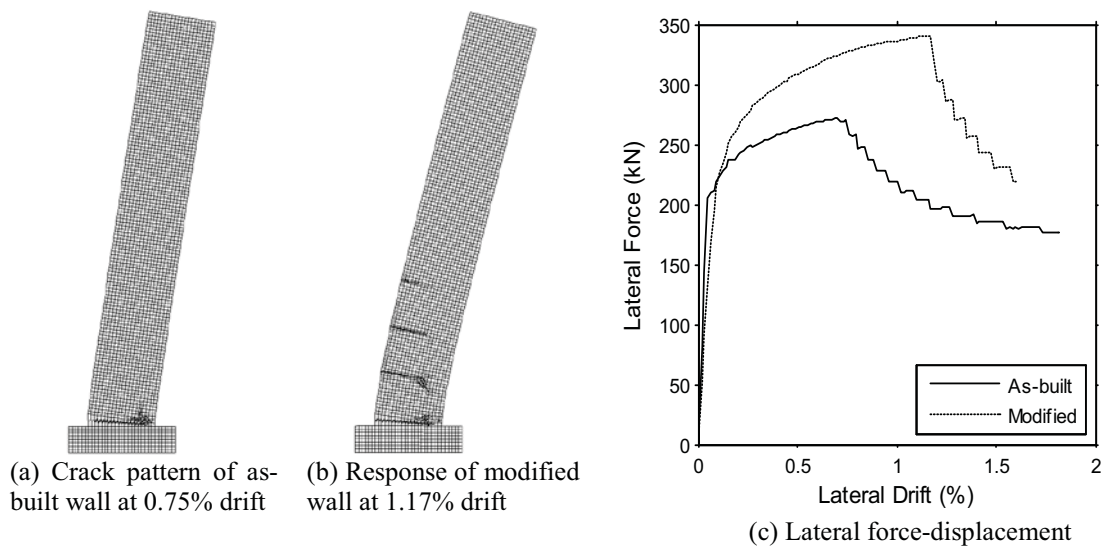 (a) Crack pattern of as-
built wall at 0.75% drift
(b) Response of modified
wall at 1.17% drift
350
300
250
200
150
100
50
0
Lateral Force (kN)
0
0.5
1
1.5
2
Lateral Drift (%)
As-built
Modified
(c) Lateral force-displacement